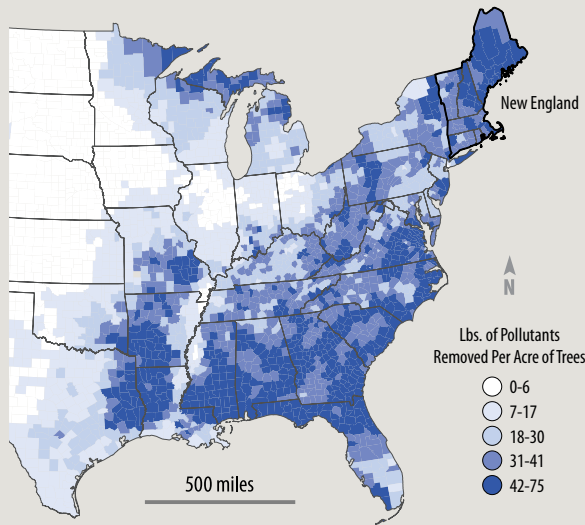 New England
N
Lbs. of Pollutants
Removed Per Acre of Trees
0-6
7-17
18-30
31-41
42-75
500 miles